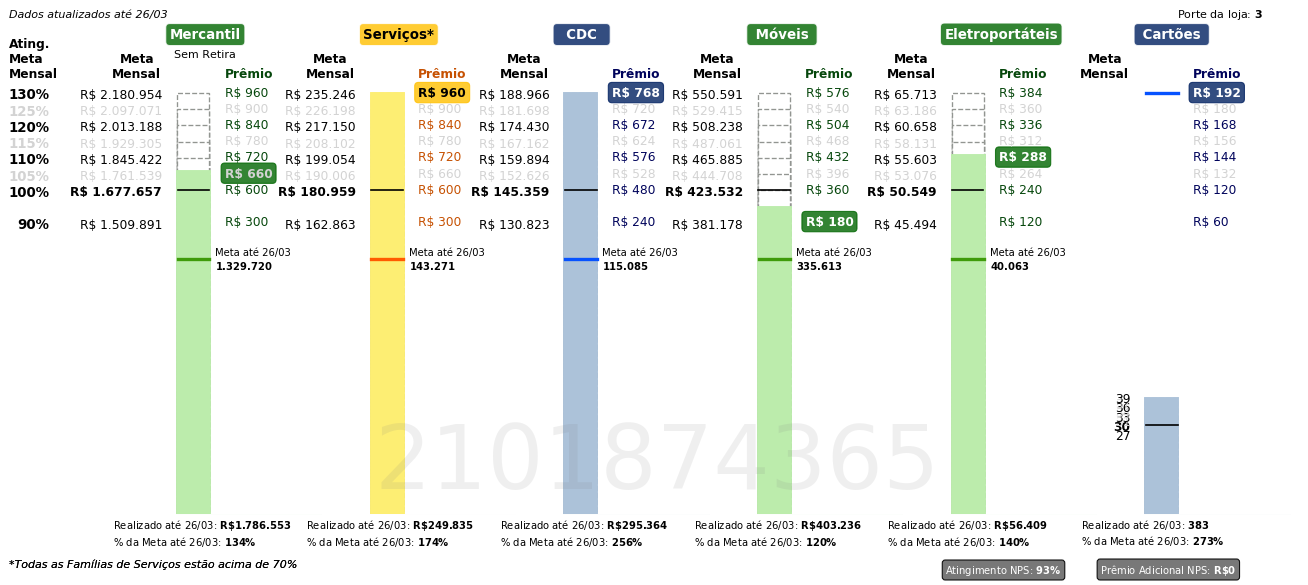 Dados atualizados até 26/03 Porte da loja: 3
Mercantil Serviços* CDC Móveis Eletroportáteis Cartões
Ating. Meta Mensal
Sem Retira
Meta Mensal Prêmio Meta Mensal Prêmio Meta Mensal Prêmio Meta Mensal Prêmio Meta Mensal Prêmio Meta Mensal Prêmio
130% R$ 2.180.954 R$ 960 R$ 235.246 R$ 960 R$ 188.966 R$ 768 R$ 550.591 R$ 576 R$ 65.713 R$ 384 R$ 192
125% R$ 2.097.071 R$ 900 R$ 226.198 R$ 900 R$ 181.698 R$ 720 R$ 529.415 R$ 540 R$ 63.186 R$ 360 R$ 180
120% R$ 2.013.188 R$ 840 R$ 217.150 R$ 840 R$ 174.430 R$ 672 R$ 508.238 R$ 504 R$ 60.658 R$ 336 R$ 168
115% R$ 1.929.305 R$ 780 R$ 208.102 R$ 780 R$ 167.162 R$ 624 R$ 487.061 R$ 468 R$ 58.131 R$ 312 R$ 156
110% R$ 1.845.422 R$ 720 R$ 199.054 R$ 720 R$ 159.894 R$ 576 R$ 465.885 R$ 432 R$ 55.603 R$ 288 R$ 144
105% R$ 1.761.539 R$ 660 R$ 190.006 R$ 660 R$ 152.626 R$ 528 R$ 444.708 R$ 396 R$ 53.076 R$ 264 R$ 132
100% R$ 1.677.657 R$ 600 R$ 180.959 R$ 600 R$ 145.359 R$ 480 R$ 423.532 R$ 360 R$ 50.549 R$ 240 R$ 120
90% R$ 1.509.891 R$ 300 R$ 162.863 R$ 300 R$ 130.823 R$ 240 R$ 381.178 R$ 180 R$ 45.494 R$ 120 R$ 60
Meta até 26/03 Meta até 26/03 Meta até 26/03 Meta até 26/03 Meta até 26/03
1.329.720 143.271 115.085 335.613 40.063
39
36
33
30
27
2101874365
Realizado até 26/03: R$1.786.553 Realizado até 26/03: R$249.835 Realizado até 26/03: R$295.364 Realizado até 26/03: R$403.236 Realizado até 26/03: R$56.409 Realizado até 26/03: 383
% da Meta até 26/03: 134% % da Meta até 26/03: 174% % da Meta até 26/03: 256% % da Meta até 26/03: 120% % da Meta até 26/03: 140% % da Meta até 26/03: 273%
*Todas as Famílias de Serviços estão acima de 70% Atingimento NPS: 93% Prêmio Adicional NPS: R$0